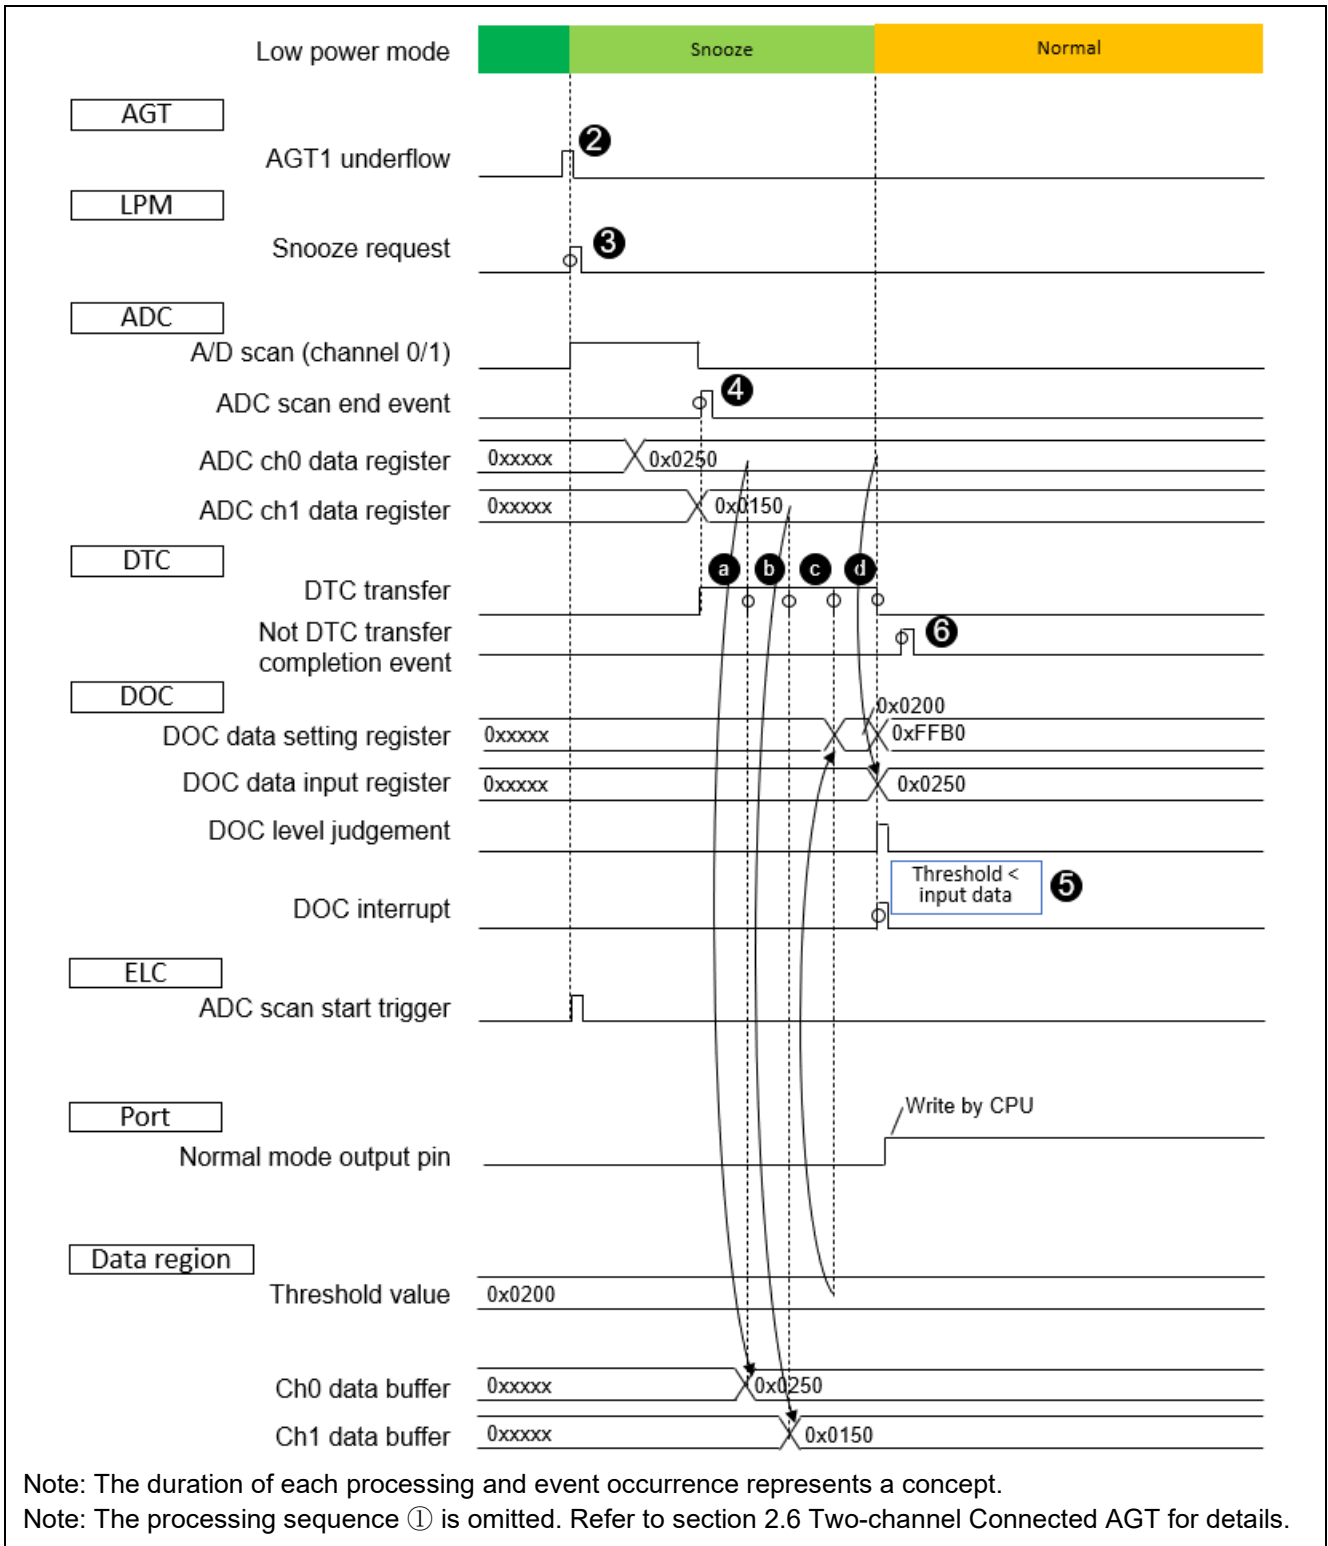 Low power mode
Snooze
Normal
AGT
AGT1 underflow
2
LPM
Snooze request
3
ADC
A/D scan (channel 0/1)
ADC scan end event
4
ADC ch0 data register
0xxxxx
0x0250
ADC ch1 data register
0xxxxx
0x0150
DTC
a b c d
DTC transfer
Not DTC transfer
completion event
6
DOC
0x0200
DOC data setting register
0xxxxx
0xFFB0
DOC data input register
0xxxxx
0x0250
DOC level judgement
Threshold <
input data
5
DOC interrupt
ELC
ADC scan start trigger
Port
Write by CPU
Normal mode output pin
Data region
Threshold value
0x0200
Ch0 data buffer
0xxxxx
0x0250
Ch1 data buffer
0xxxxx
0x0150
Note: The duration of each processing and event occurrence represents a concept.
Note: The processing sequence ① is omitted. Refer to section 2.6 Two-channel Connected AGT for details.